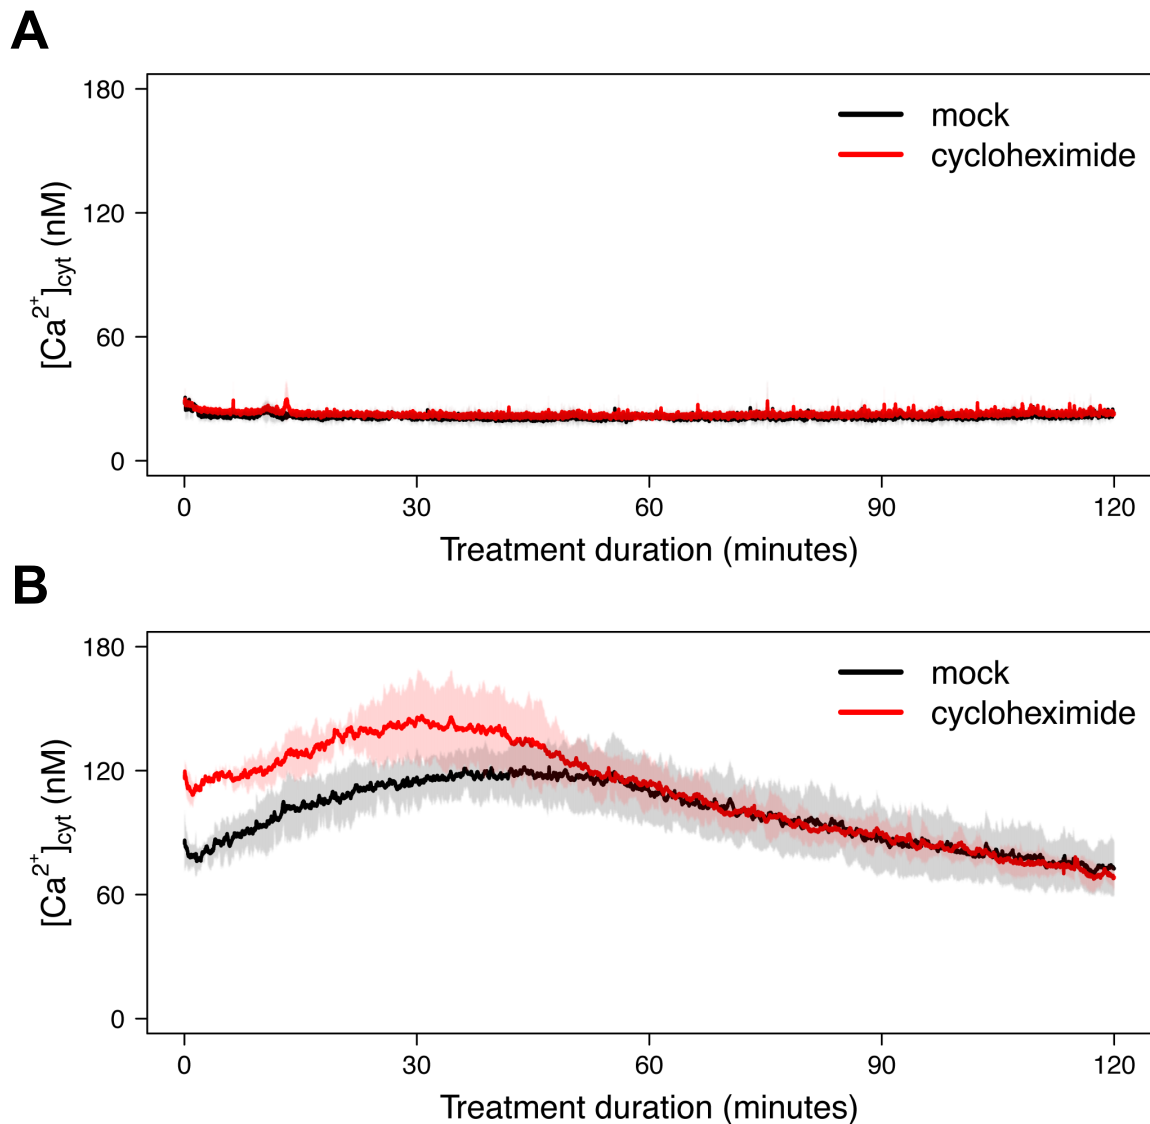 A
180
120
60
0
[Ca²⁺]cyt (nM)
mock
cycloheximide
0 30 60 90 120
Treatment duration (minutes)
B
180
120
60
0
[Ca²⁺]cyt (nM)
mock
cycloheximide
0 30 60 90 120
Treatment duration (minutes)